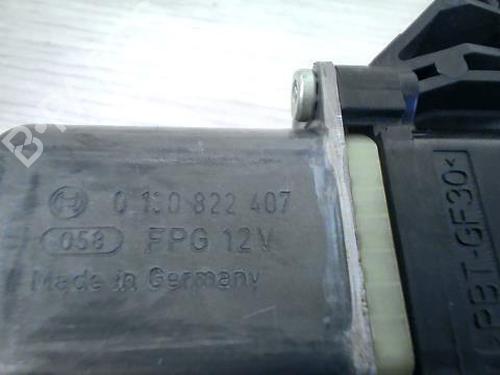 0 130 822 407
058 FPG 12V
Made in Germany
PBT-GF30<